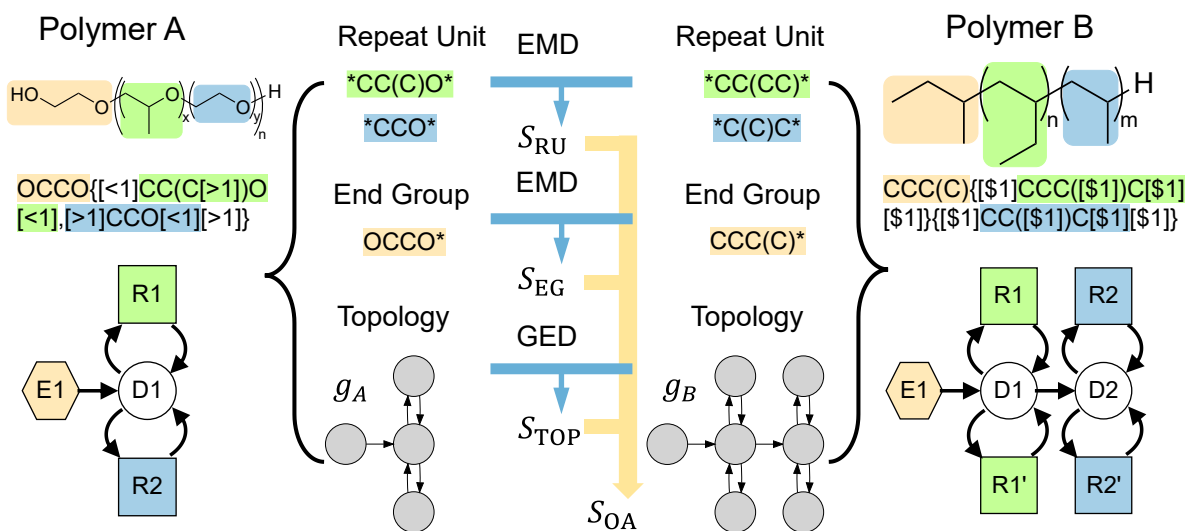 Polymer A
HO
O
O
x
O
y
n
H
OCCO{[<1]CC(C[>1])O
[<1],[>1]CCO[<1][>1]}
R1
E1
D1
R2
Repeat Unit
*CC(C)O*
*CCO*
End Group
OCCO*
Topology
g_A
EMD
S_RU
EMD
S_EG
GED
S_TOP
S_OA
Repeat Unit
*CC(CC)*
*C(C)C*
End Group
CCC(C)*
Topology
g_B
Polymer B
n
m
H
CCC(C){[$1]CCC([$1])C[$1]
[$1]}{[$1]CC([$1])C[$1][$1]}
R1
R2
E1
D1
D2
R1'
R2'